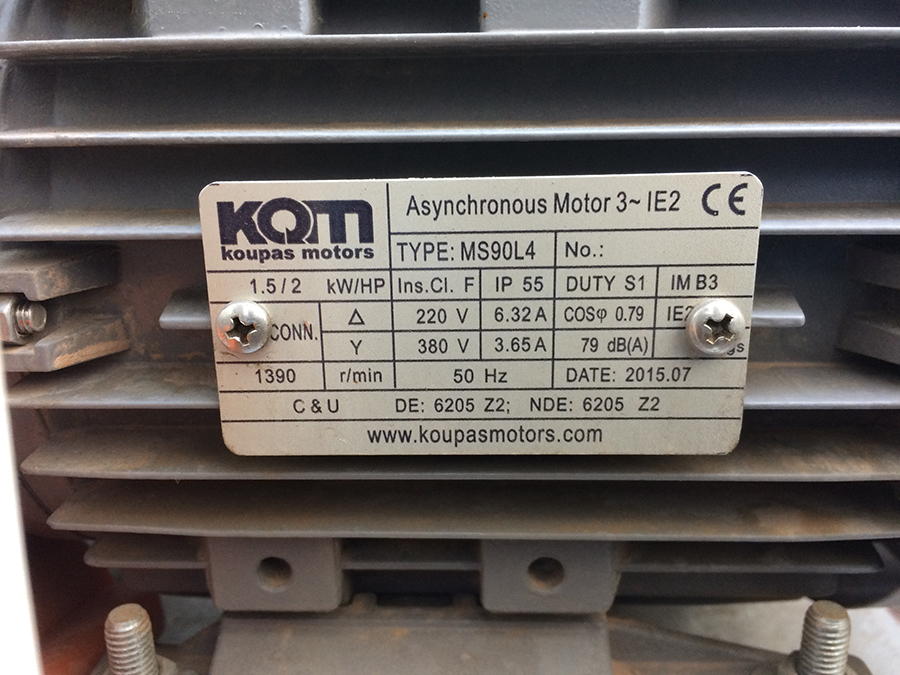 KQM
koupas motors
Asynchronous Motor 3~ IE2 CE
TYPE: MS90L4 No.:
1.5 / 2 kW/HP Ins.Cl. F IP 55 DUTY S1 IM B3
CONN. Δ 220 V 6.32 A COSφ 0.79
Y 380 V 3.65 A 79 dB(A)
1390 r/min 50 Hz DATE: 2015.07
C & U DE: 6205 Z2; NDE: 6205 Z2
www.koupasmotors.com